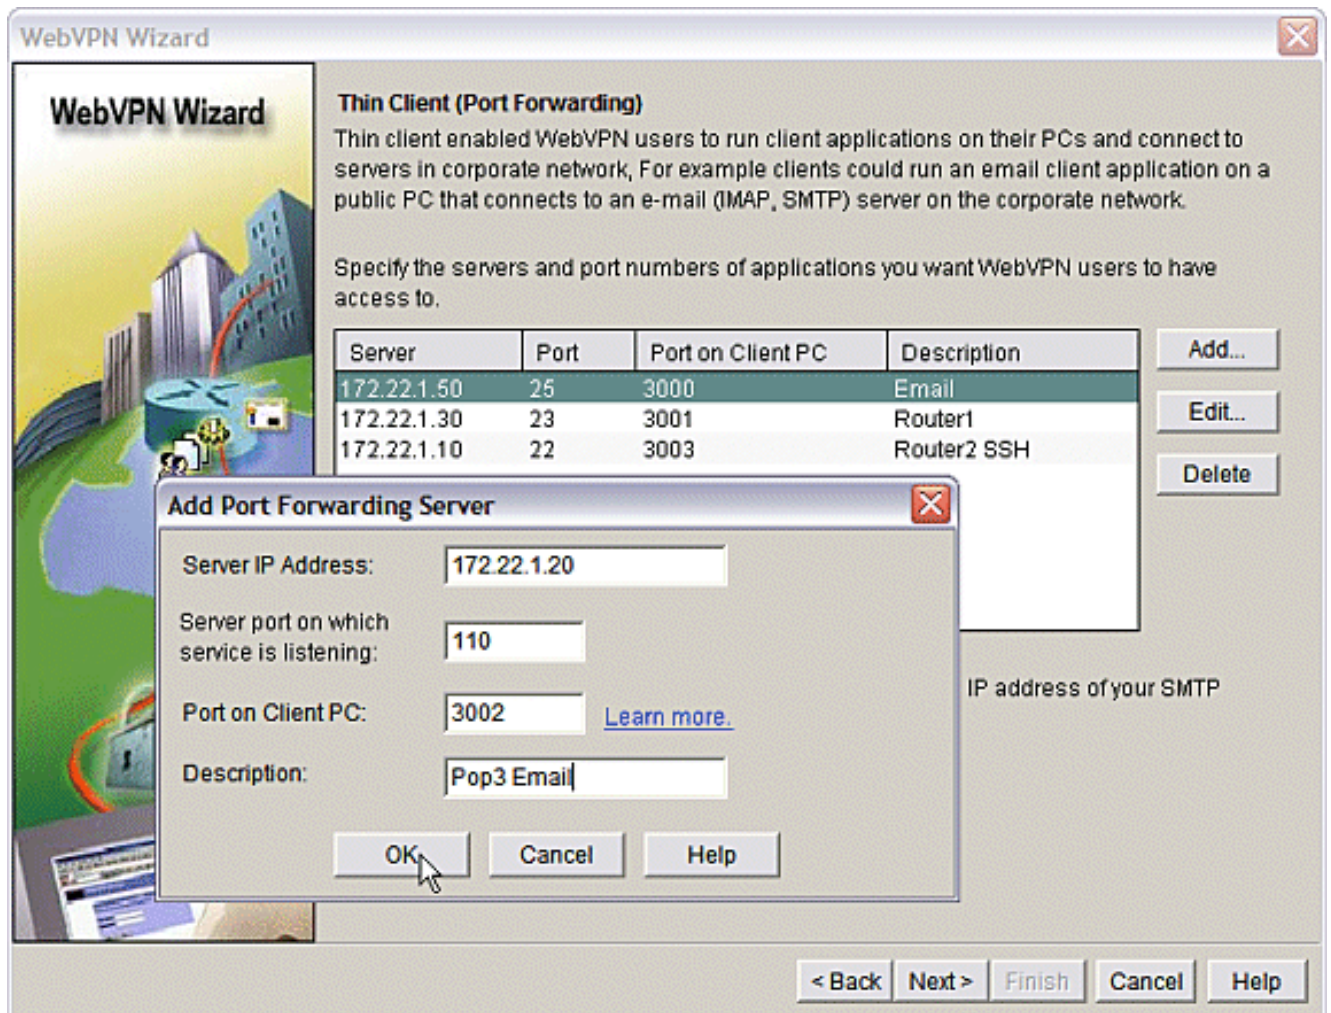 WebVPN Wizard
WebVPN Wizard
Thin Client (Port Forwarding)
Thin client enabled WebVPN users to run client applications on their PCs and connect to
servers in corporate network, For example clients could run an email client application on a
public PC that connects to an e-mail (IMAP, SMTP) server on the corporate network.
Specify the servers and port numbers of applications you want WebVPN users to have
access to.
Server Port Port on Client PC Description
172.22.1.50 25 3000 Email
172.22.1.30 23 3001 Router1
172.22.1.10 22 3003 Router2 SSH
Add...
Edit...
Delete
Add Port Forwarding Server
Server IP Address: 172.22.1.20
Server port on which
service is listening: 110
Port on Client PC: 3002 Learn more.
Description: Pop3 Email
OK Cancel Help
IP address of your SMTP
< Back Next > Finish Cancel Help